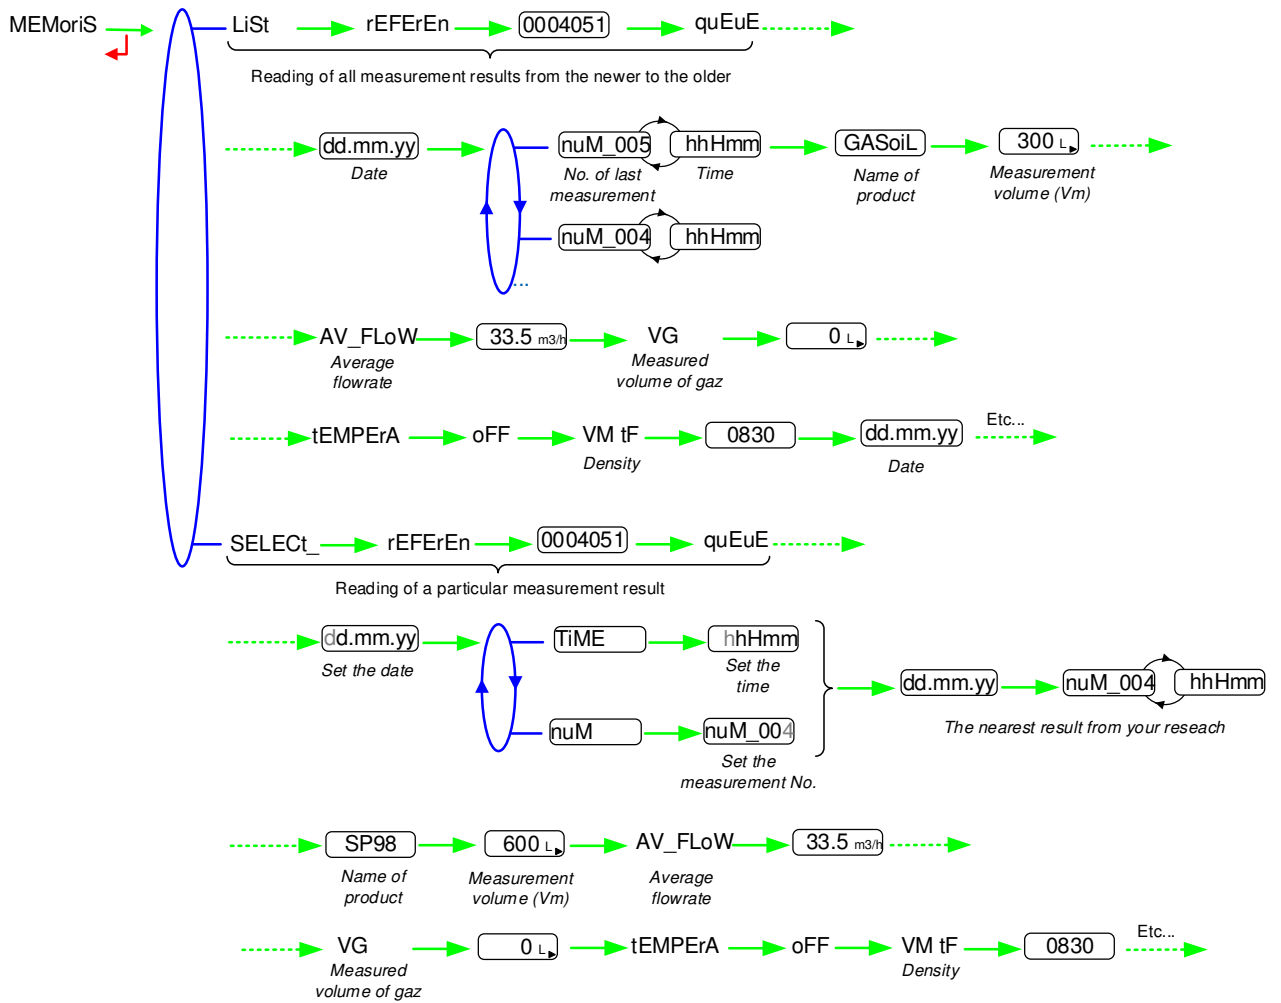 MEMoriS LiSt rEFErEn 0004051 quEuE
Reading of all measurement results from the newer to the older
dd.mm.yy nuM_005 hhHmm GASoiL 300 L
Date No. of last measurement Time Name of product Measurement volume (Vm)
nuM_004 hhHmm
...
AV_FLoW 33.5 m3/h VG 0 L
Average flowrate Measured volume of gaz
tEMPErA oFF VM tF 0830 dd.mm.yy Etc...
Density Date
SELECt_ rEFErEn 0004051 quEuE
Reading of a particular measurement result
dd.mm.yy TiME hhHmm
Set the date Set the time
dd.mm.yy nuM_004 hhHmm
nuM nuM_004
The nearest result from your reseach
Set the measurement No.
SP98 600 L AV_FLoW 33.5 m3/h
Name of product Measurement volume (Vm) Average flowrate
VG 0 L tEMPErA oFF VM tF 0830 Etc...
Measured volume of gaz Density